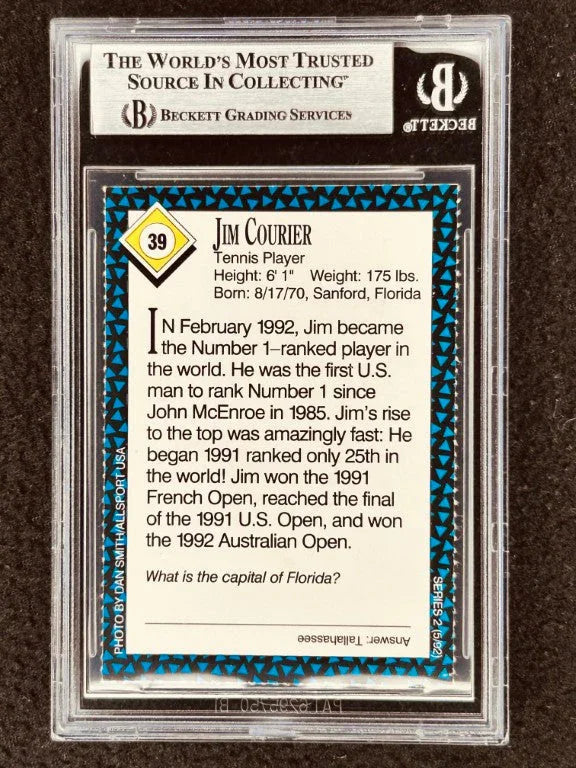 THE WORLD'S MOST TRUSTED
SOURCE IN COLLECTING™
B BECKETT GRADING SERVICES
B
BECKETT®
39
JIM COURIER
Tennis Player
Height: 6' 1" Weight: 175 lbs.
Born: 8/17/70, Sanford, Florida
IN February 1992, Jim became
the Number 1–ranked player in
the world. He was the first U.S.
man to rank Number 1 since
John McEnroe in 1985. Jim's rise
to the top was amazingly fast: He
began 1991 ranked only 25th in
the world! Jim won the 1991
French Open, reached the final
of the 1991 U.S. Open, and won
the 1992 Australian Open.
What is the capital of Florida?
Answer: Tallahassee
PHOTO BY DAN SMITH/ALLSPORT USA
SERIES 2 (5/92)